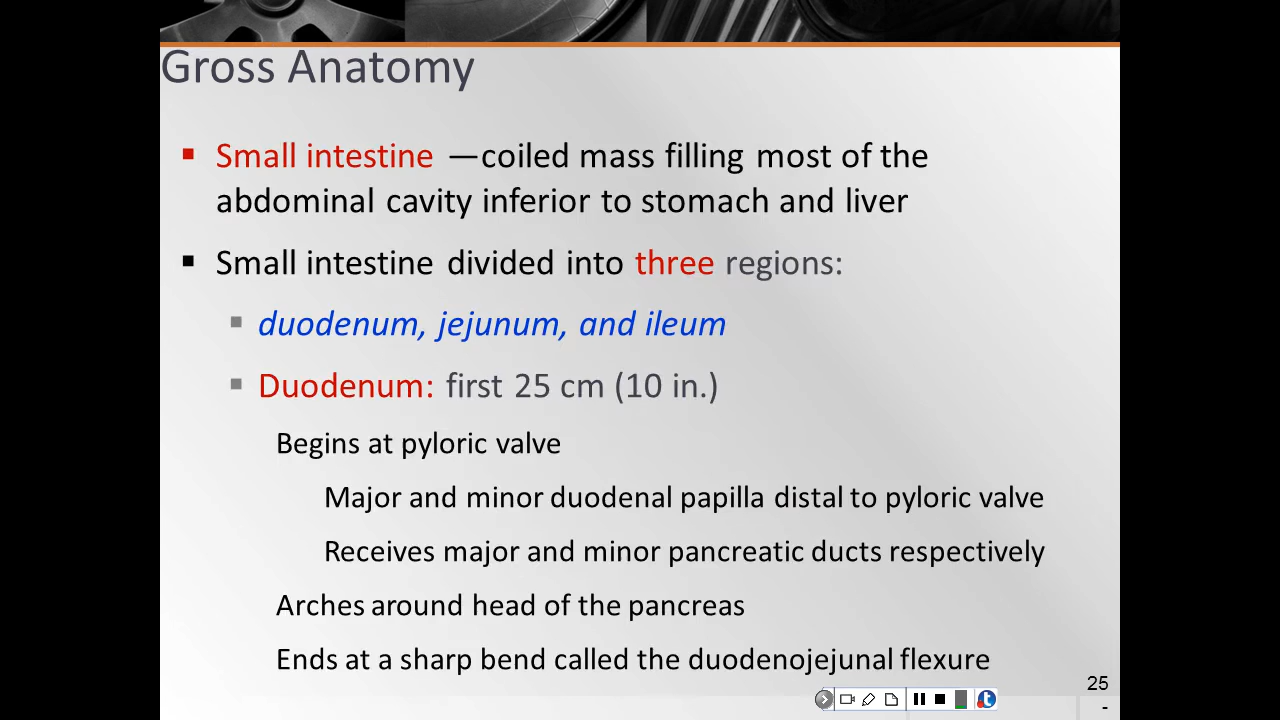 Gross Anatomy
Small intestine —coiled mass filling most of the
abdominal cavity inferior to stomach and liver
Small intestine divided into three regions:
duodenum, jejunum, and ileum
Duodenum: first 25 cm (10 in.)
Begins at pyloric valve
Major and minor duodenal papilla distal to pyloric valve
Receives major and minor pancreatic ducts respectively
Arches around head of the pancreas
Ends at a sharp bend called the duodenojejunal flexure
25
-
t